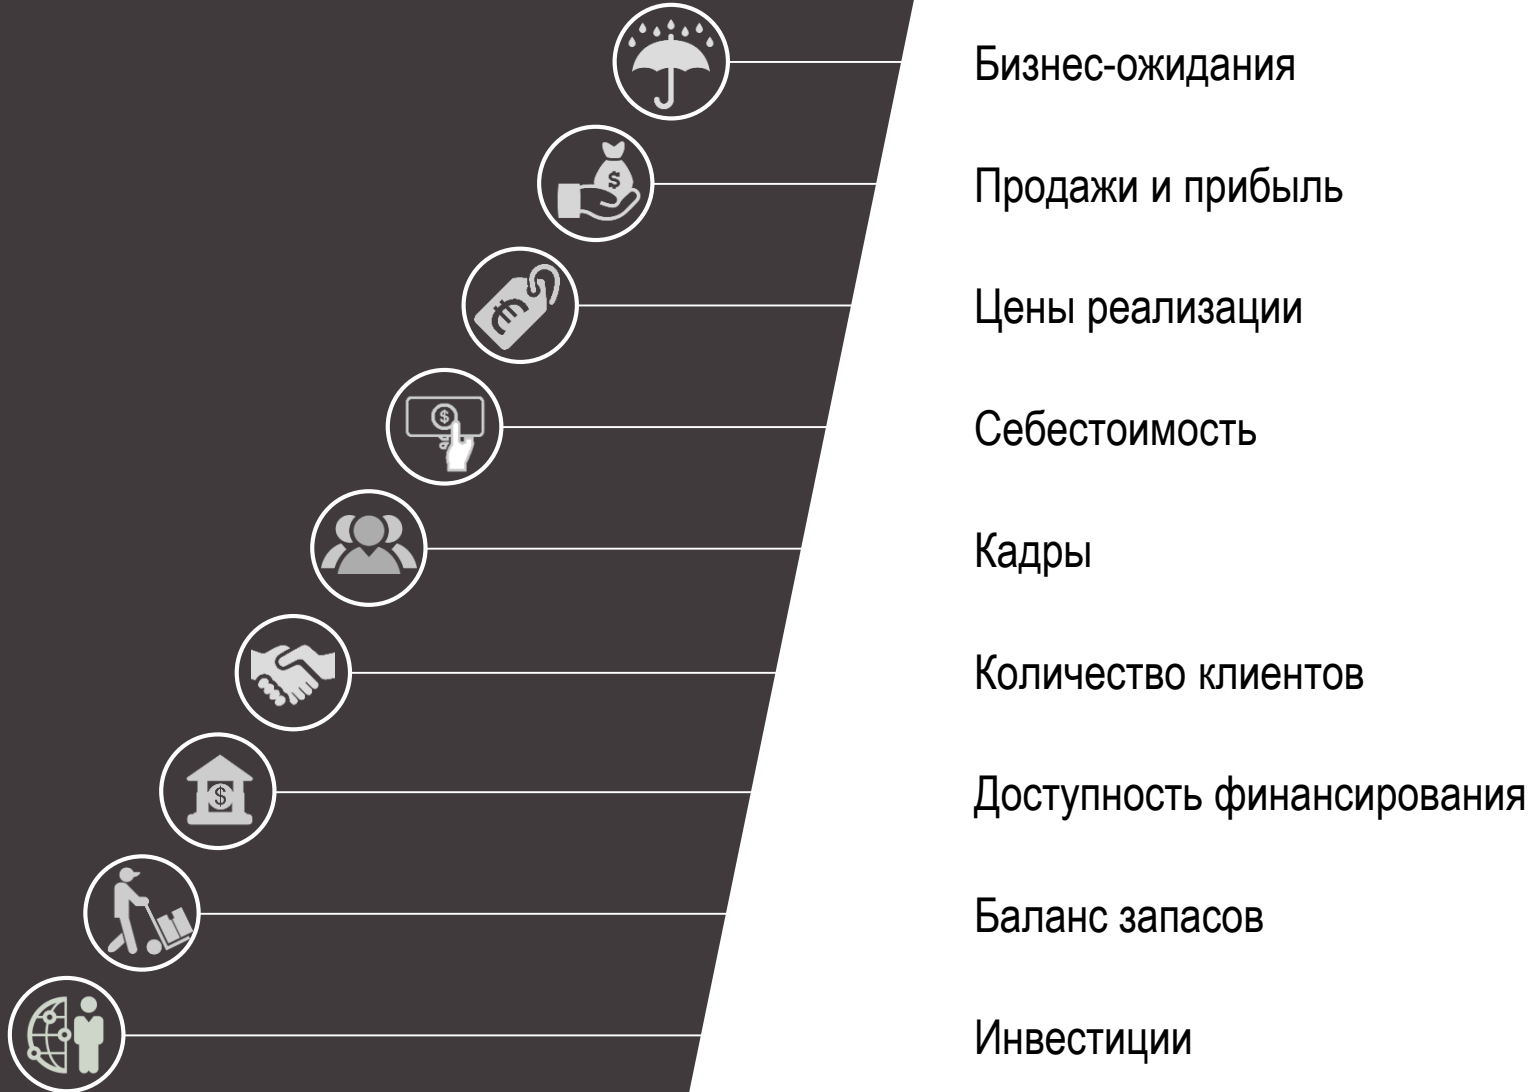 Бизнес-ожидания
$
Продажи и прибыль
€
Цены реализации
$
Себестоимость
Кадры
Количество клиентов
$
Доступность финансирования
Баланс запасов
Инвестиции